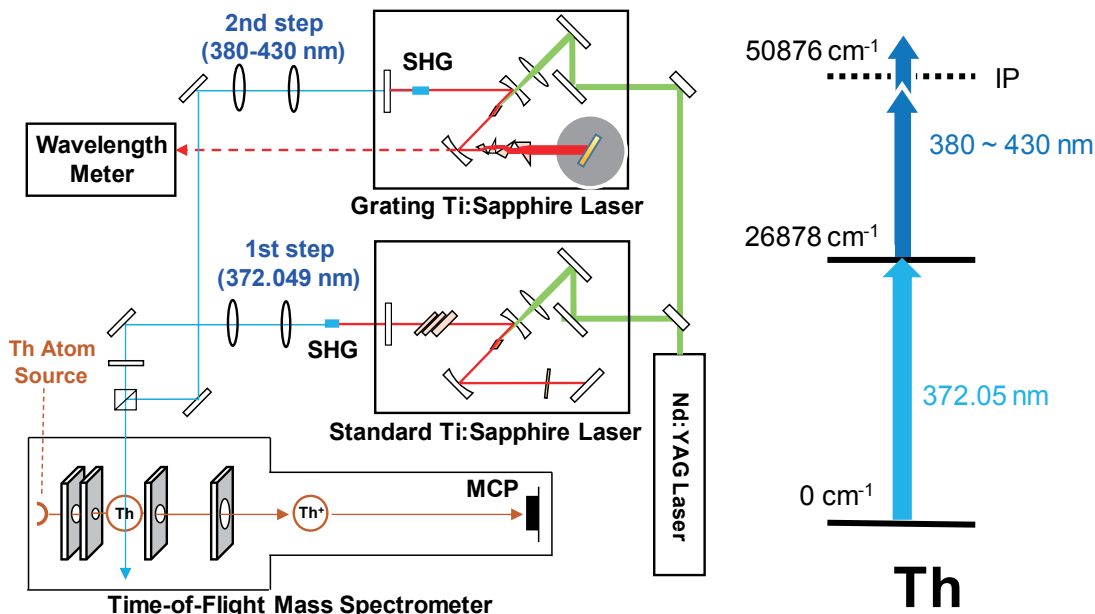 2nd step
(380-430 nm)
SHG
Wavelength
Meter
Grating Ti:Sapphire Laser
1st step
(372.049 nm)
SHG
Th Atom
Source
Standard Ti:Sapphire Laser
Nd:YAG Laser
MCP
Th
Th⁺
Time-of-Flight Mass Spectrometer
50876 cm⁻¹
IP
380 ~ 430 nm
26878 cm⁻¹
372.05 nm
0 cm⁻¹
Th